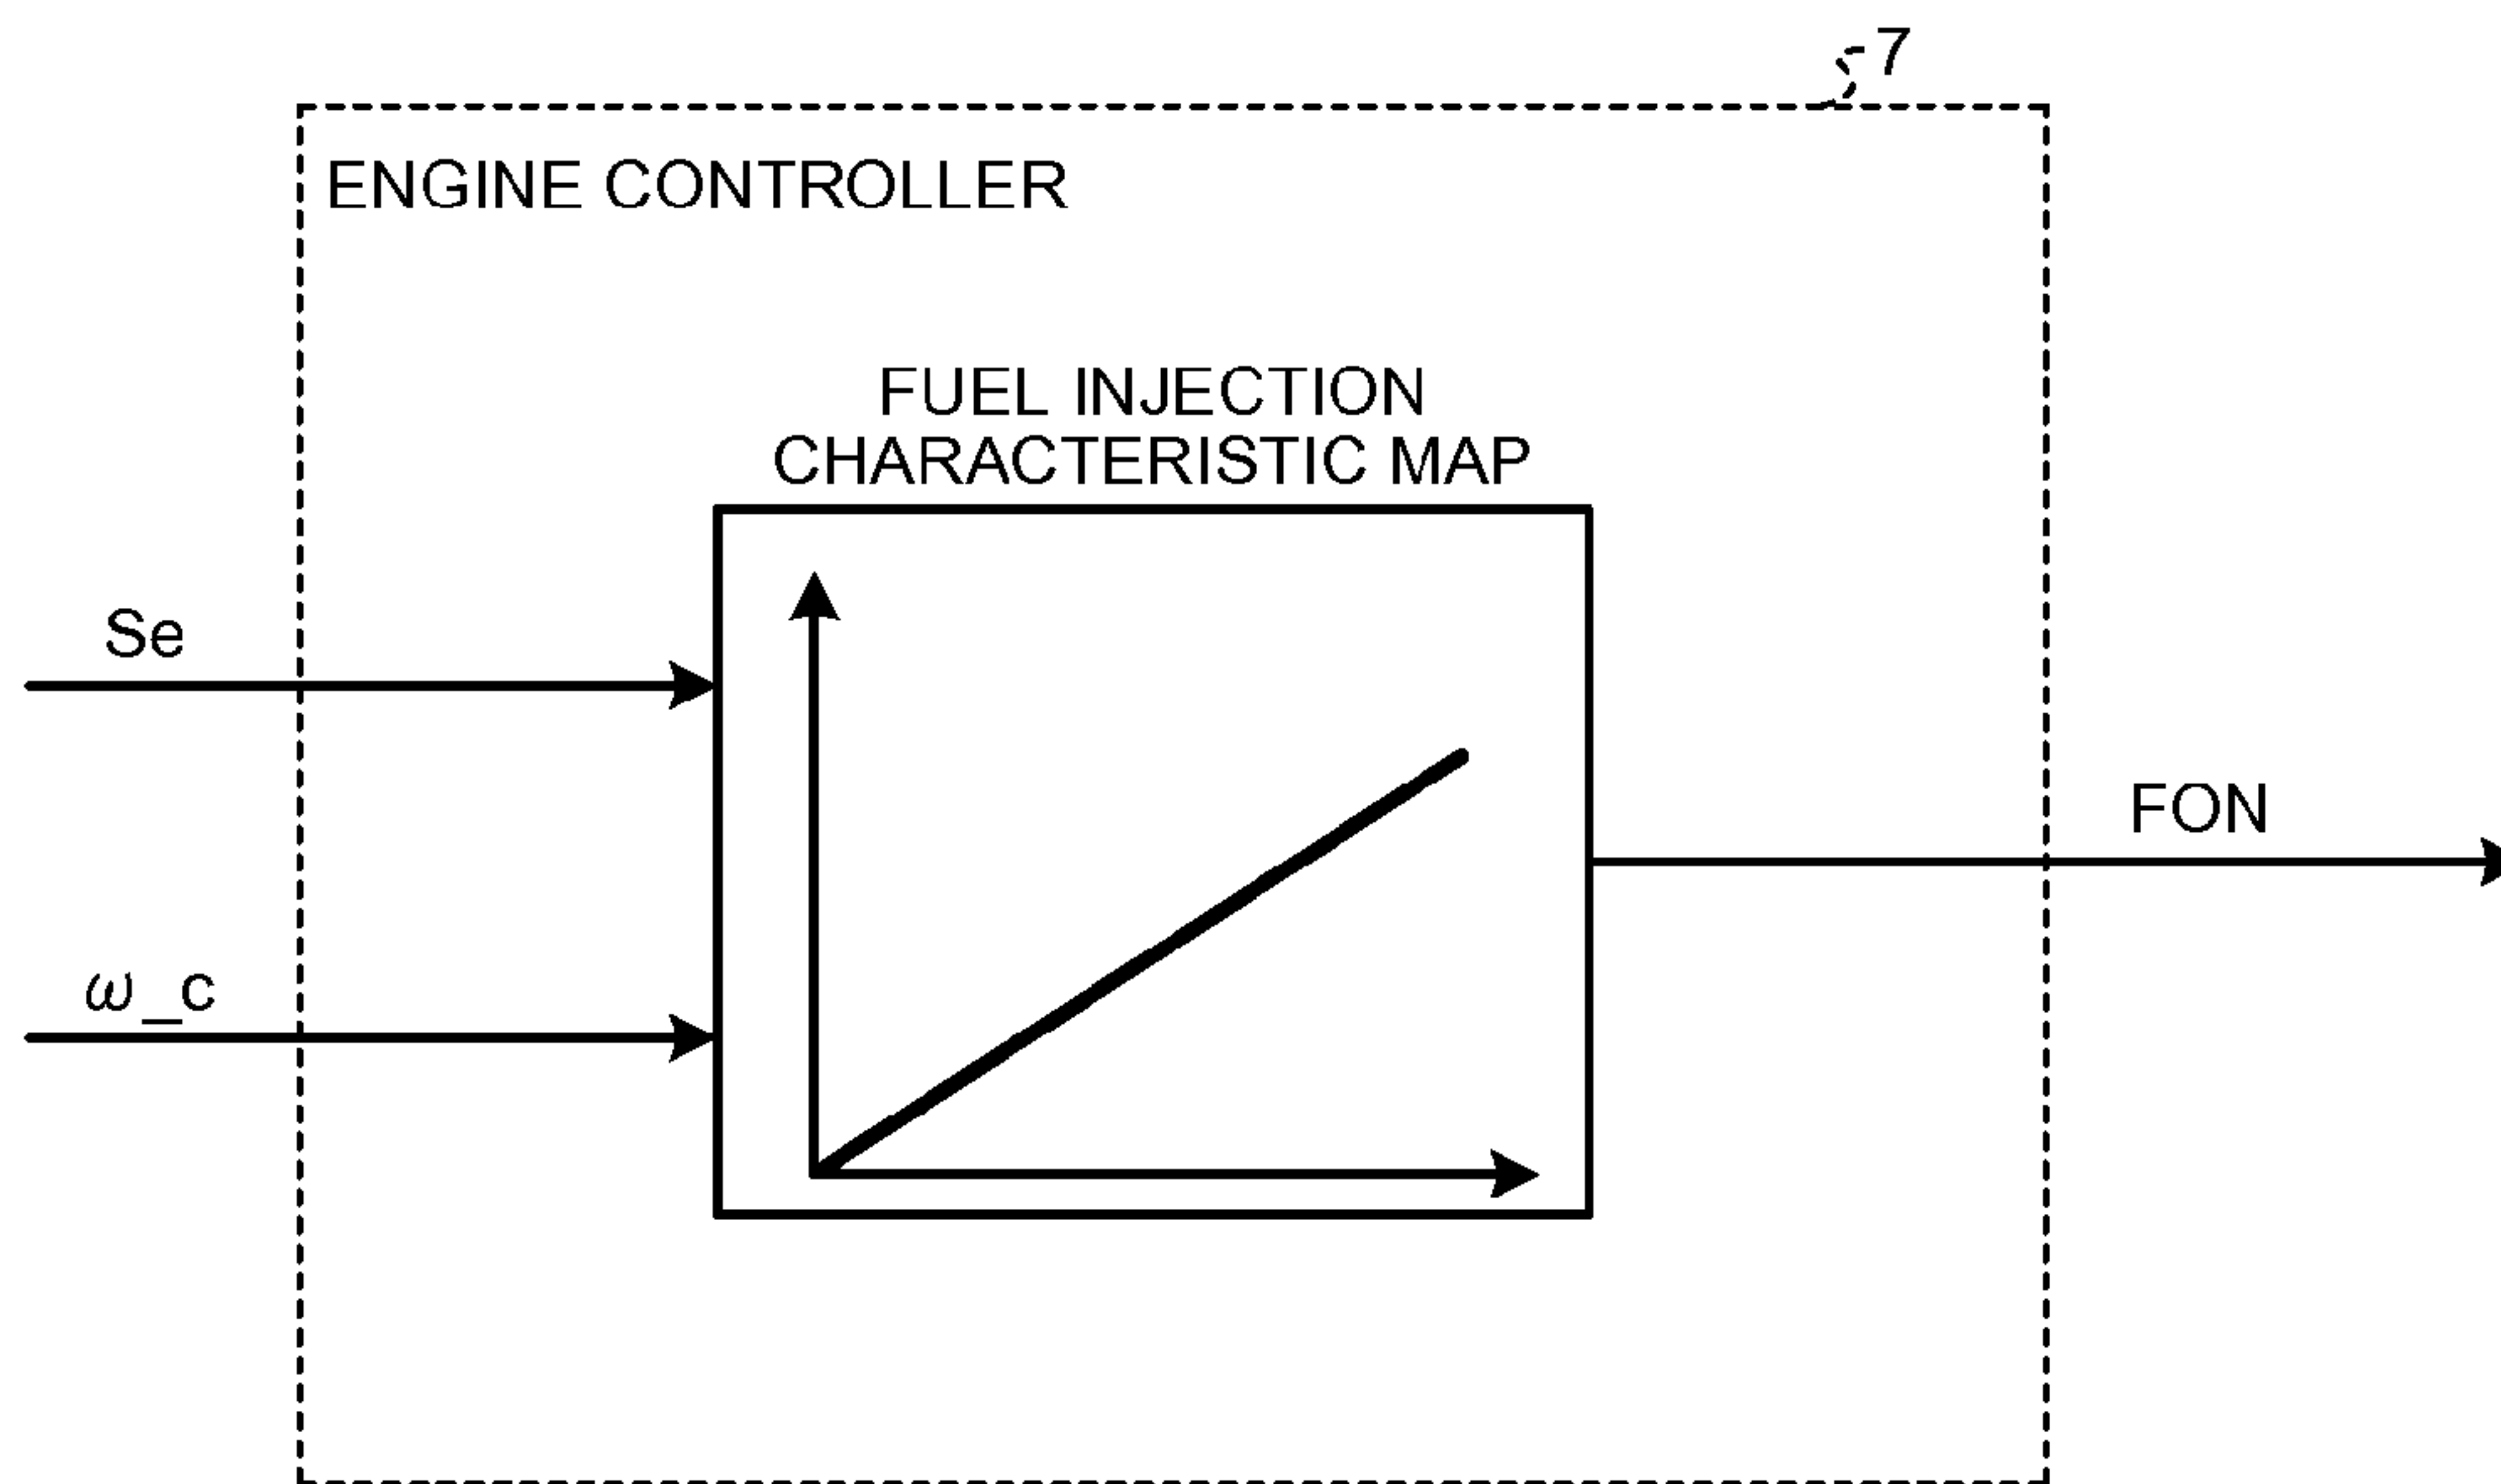 7
ENGINE CONTROLLER
FUEL INJECTION
CHARACTERISTIC MAP
Se
FON
ω_c